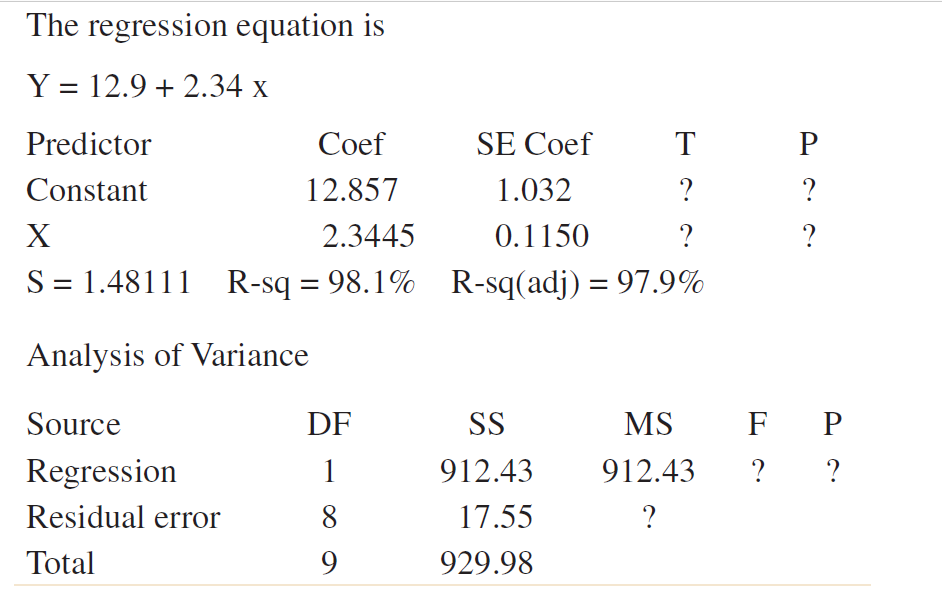 The regression equation is
Y = 12.9 + 2.34 x
Predictor Coef SE Coef T P
Constant 12.857 1.032 ? ?
X 2.3445 0.1150 ? ?
S = 1.48111 R-sq = 98.1% R-sq(adj) = 97.9%
Analysis of Variance
Source DF SS MS F P
Regression 1 912.43 912.43 ? ?
Residual error 8 17.55 ?
Total 9 929.98